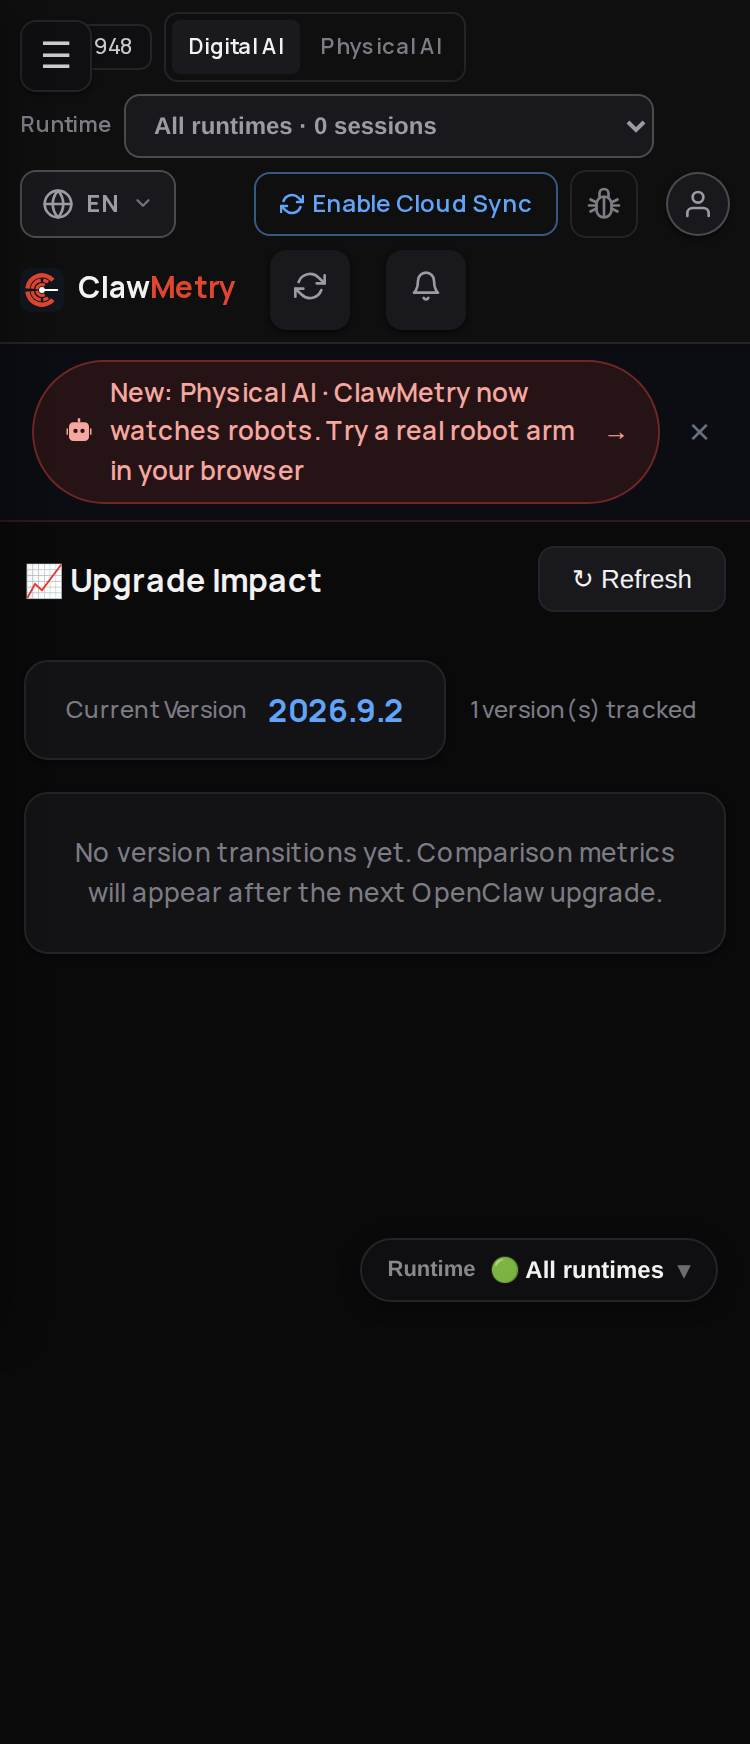 948
Digital AI
Physical AI
Runtime
All runtimes · 0 sessions
EN
Enable Cloud Sync
ClawMetry
New: Physical AI · ClawMetry now
watches robots. Try a real robot arm →
in your browser
Upgrade Impact
↻ Refresh
Current Version 2026.9.2
1 version(s) tracked
No version transitions yet. Comparison metrics
will appear after the next OpenClaw upgrade.
Runtime All runtimes ▾